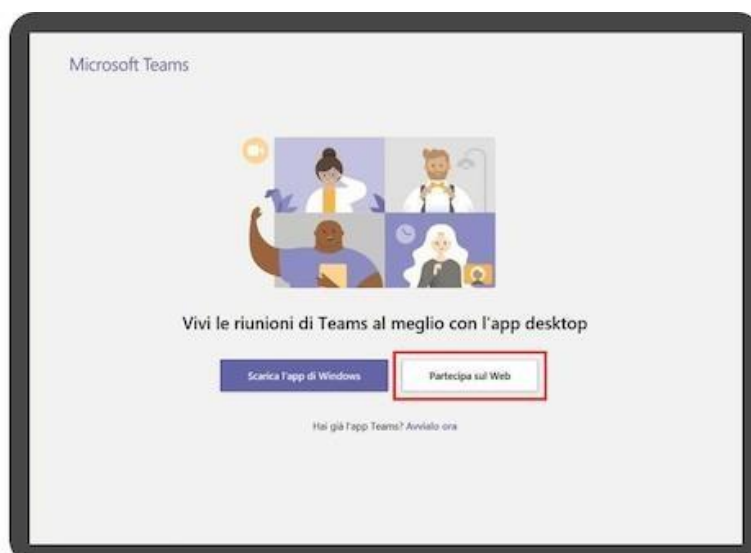 Microsoft Teams
Vivi le riunioni di Teams al meglio con l'app desktop
Scarica l'app di Windows
Partecipa sul Web
Hai già l'app Teams? Avvialo ora